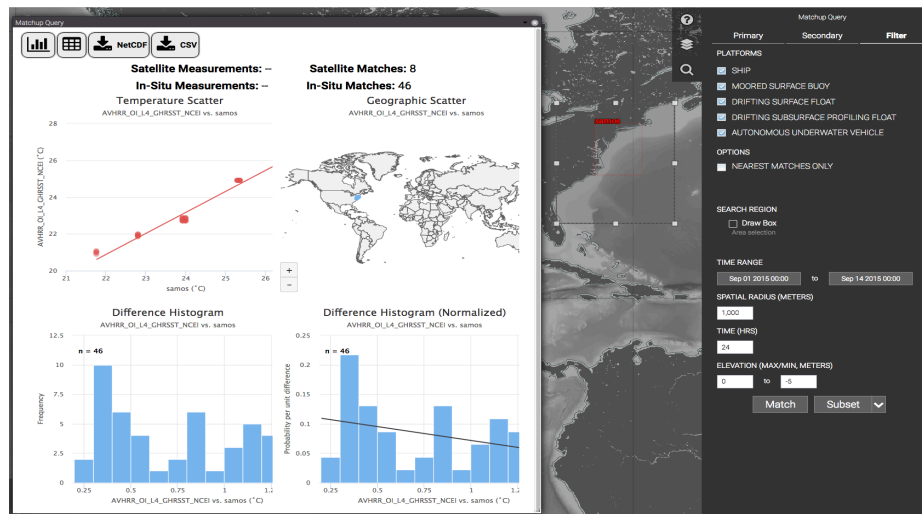 Matchup Query
NetCDF
CSV
Satellite Measurements: --
Satellite Matches: 8
In-Situ Measurements: --
In-Situ Matches: 46
Temperature Scatter
AVHRR_OI_L4_GHRSST_NCEI vs. samos
28
26
24
22
20
AVHRR_OI_L4_GHRSST_NCEI (˚C)
21 22 23 24 25 26
samos (˚C)
Geographic Scatter
AVHRR_OI_L4_GHRSST_NCEI vs. samos
+
−
Difference Histogram
AVHRR_OI_L4_GHRSST_NCEI vs. samos
n = 46
12.5
10
7.5
5
2.5
0
Frequency
0.25 0.5 0.75 1 1.2
AVHRR_OI_L4_GHRSST_NCEI vs. samos (˚C)
Difference Histogram (Normalized)
AVHRR_OI_L4_GHRSST_NCEI vs. samos
n = 46
0.25
0.2
0.15
0.1
0.05
0
Probability per unit difference
0.25 0.5 0.75 1 1.2
AVHRR_OI_L4_GHRSST_NCEI vs. samos (˚C)
?
Matchup Query
Primary Secondary Filter
PLATFORMS
SHIP
MOORED SURFACE BUOY
DRIFTING SURFACE FLOAT
DRIFTING SUBSURFACE PROFILING FLOAT
AUTONOMOUS UNDERWATER VEHICLE
OPTIONS
NEAREST MATCHES ONLY
SEARCH REGION
Draw Box
Area selection
TIME RANGE
Sep 01 2015 00:00 to Sep 14 2015 00:00
SPATIAL RADIUS (METERS)
1,000
TIME (HRS)
24
ELEVATION (MAX/MIN, METERS)
0 to -5
Match Subset